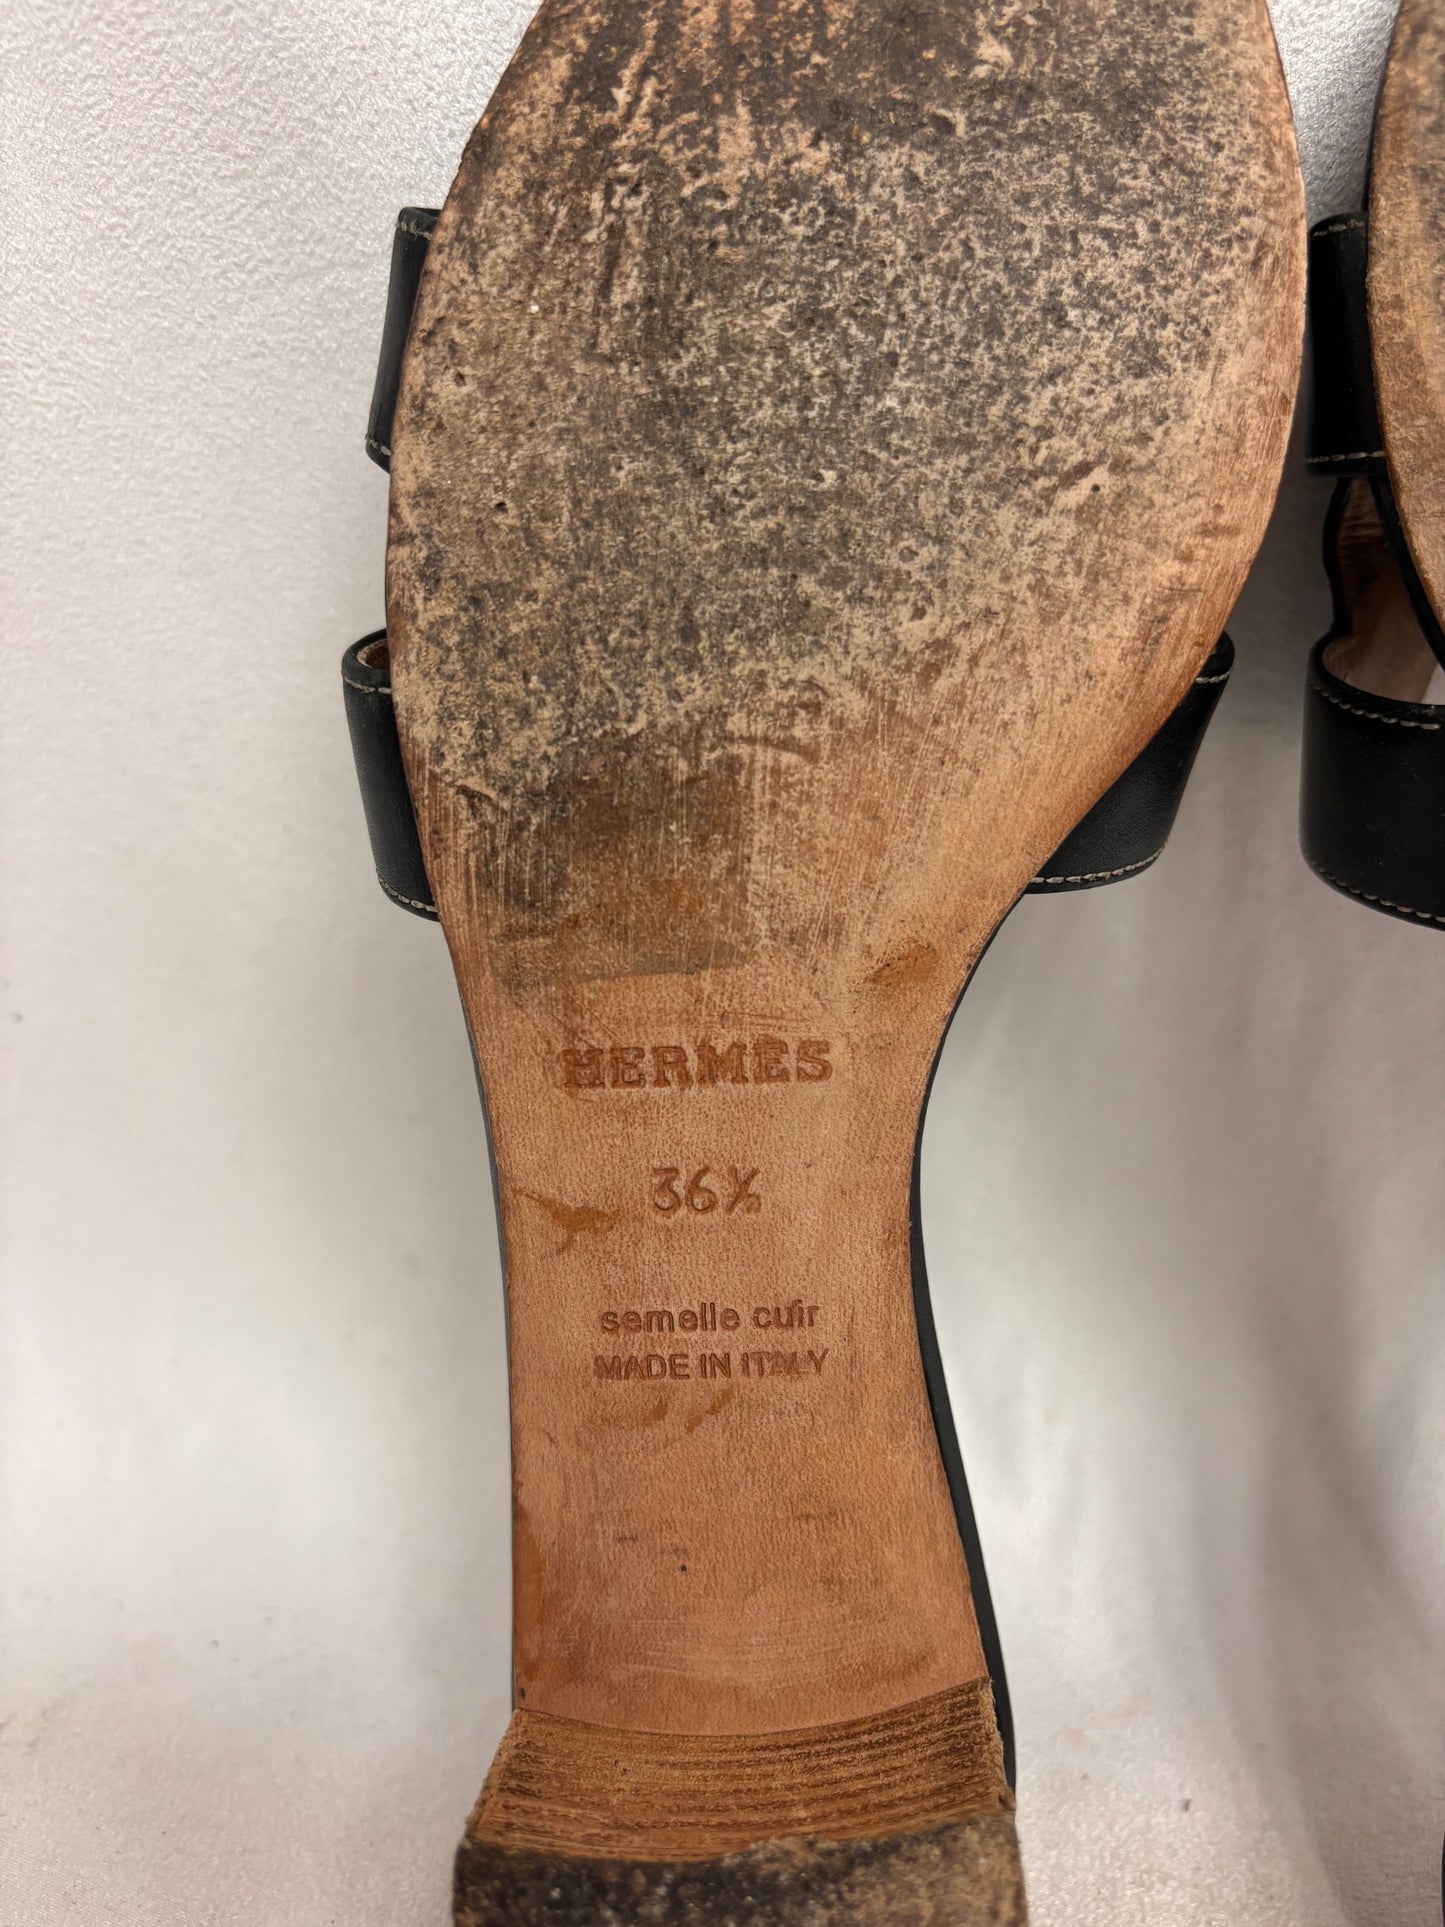 HERMES
36½
semelle cuir
MADE IN ITALY